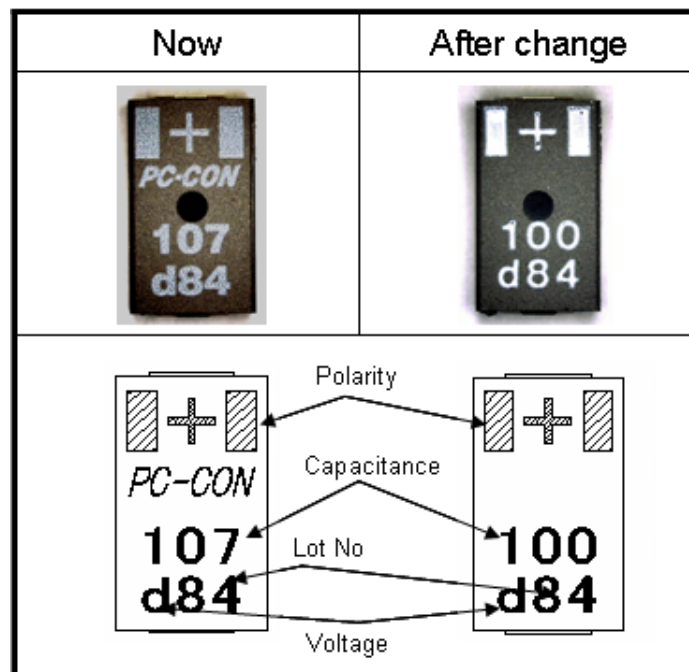 Now
After change
PC-CON
107
d84
100
d84
Polarity
PC-CON
Capacitance
107
100
Lot No
d84
d84
Voltage